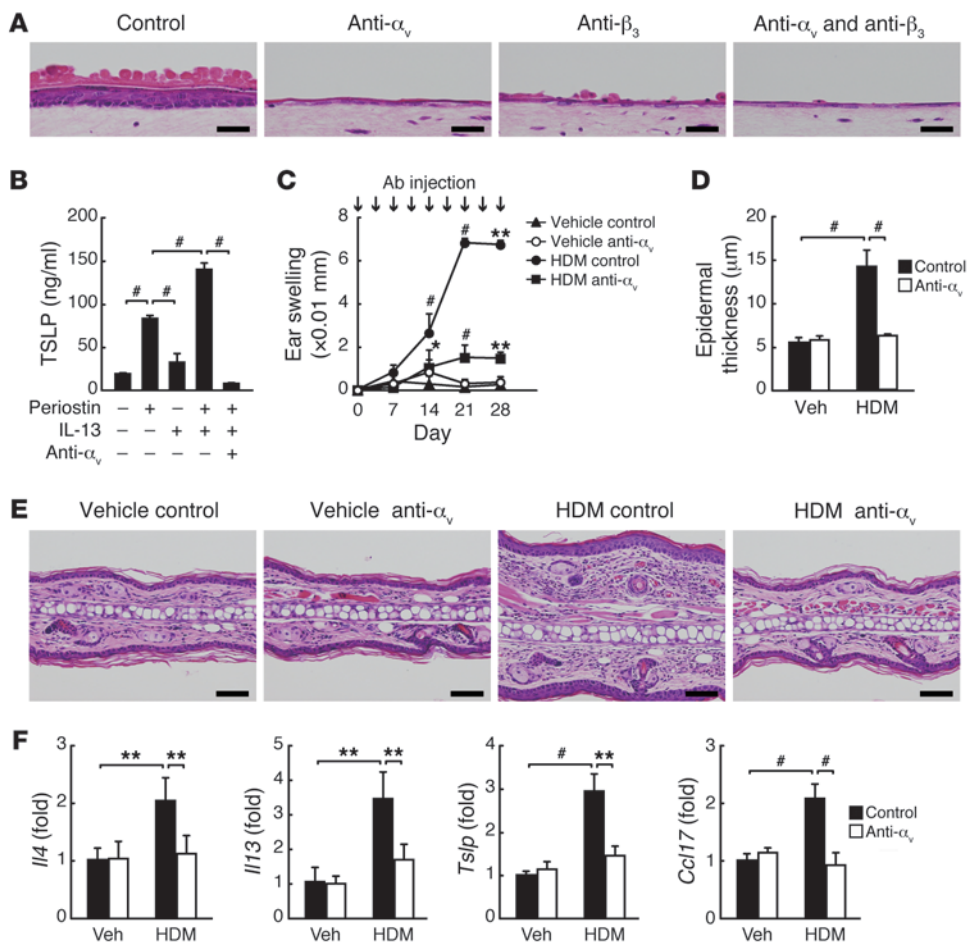 A
Control
Anti-αv
Anti-β3
Anti-αv and anti-β3
B
TSLP (ng/ml)
200
150
100
50
0
Periostin − + − + +
IL-13 − − + + +
Anti-αv − − − − +
# # # #
C
Ab injection
Ear swelling
(×0.01 mm)
8
6
4
2
0
0 7 14 21 28
Day
# # ** * # **
Vehicle control
Vehicle anti-αv
HDM control
HDM anti-αv
D
Epidermal
thickness (μm)
20
15
10
5
0
# #
Veh HDM
Control
Anti-αv
E
Vehicle control
Vehicle anti-αv
HDM control
HDM anti-αv
F
Il4 (fold)
3
2
1
0
** **
Veh HDM
Il13 (fold)
5
4
3
2
1
0
** **
Veh HDM
Tslp (fold)
4
3
2
1
0
# **
Veh HDM
Ccl17 (fold)
3
2
1
0
# #
Veh HDM
Control
Anti-αv